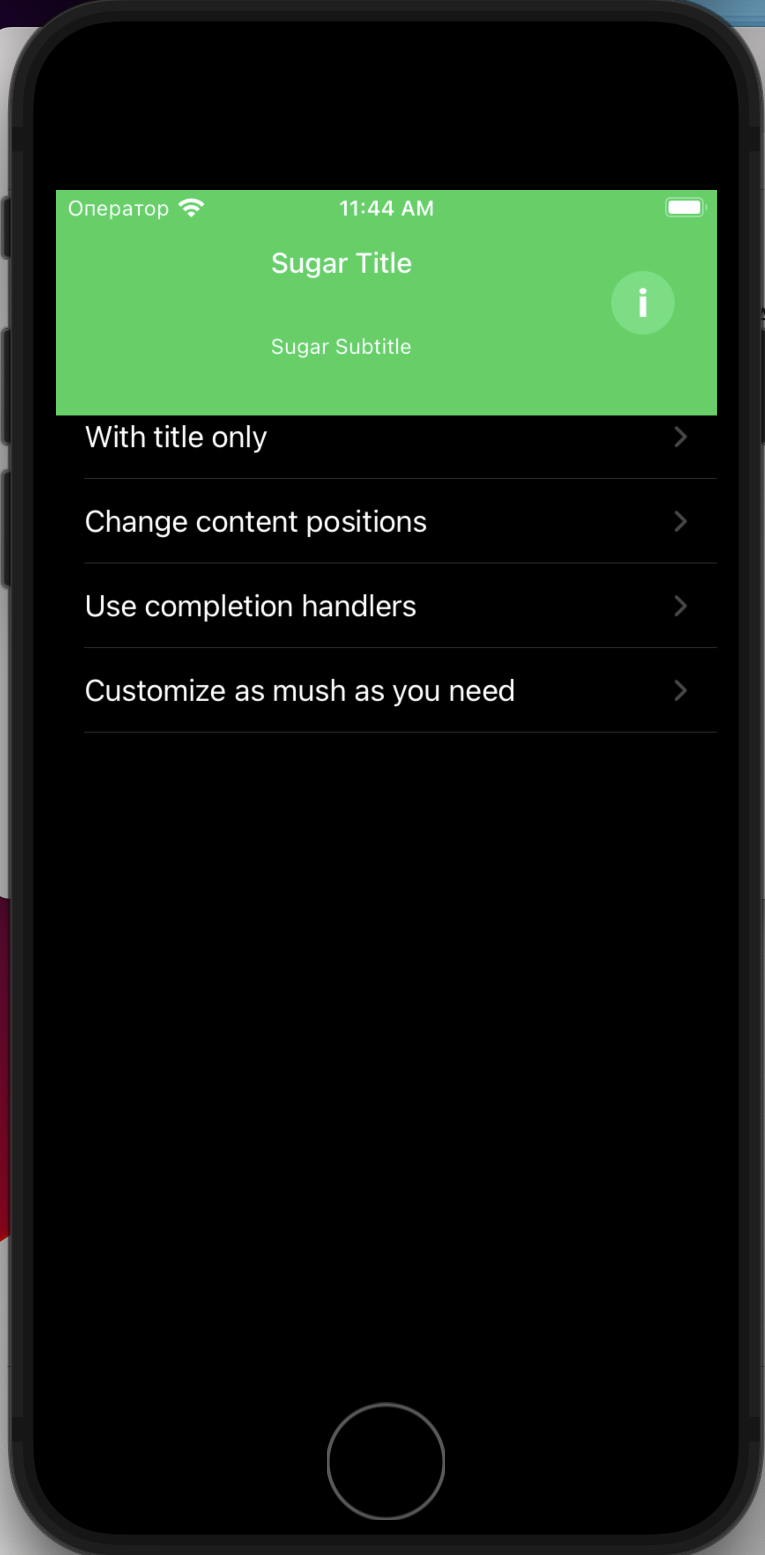 Оператор 11:44 AM
Sugar Title
i
Sugar Subtitle
With title only
Change content positions
Use completion handlers
Customize as mush as you need